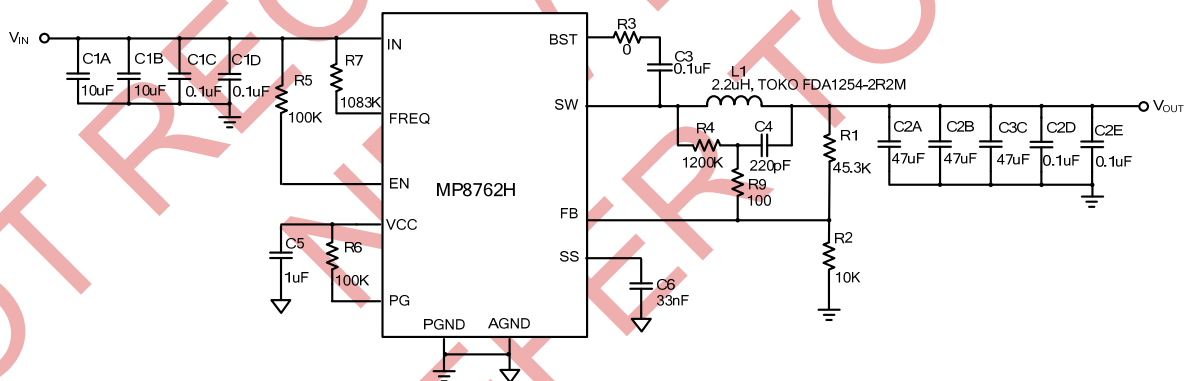 VIN
C1A
10uF
C1B
10uF
C1C
0.1uF
C1D
0.1uF
R5
100K
R7
1083K
IN
FREQ
EN
VCC
PG
PGND
AGND
MP8762H
BST
SW
FB
SS
C5
1uF
R6
100K
R3
0
C3
0.1uF
L1
2.2uH, TOKO FDA1254-2R2M
R4
1200K
C4
220pF
R9
100
R1
45.3K
R2
10K
C6
33nF
C2A
47uF
C2B
47uF
C3C
47uF
C2D
0.1uF
C2E
0.1uF
VOUT